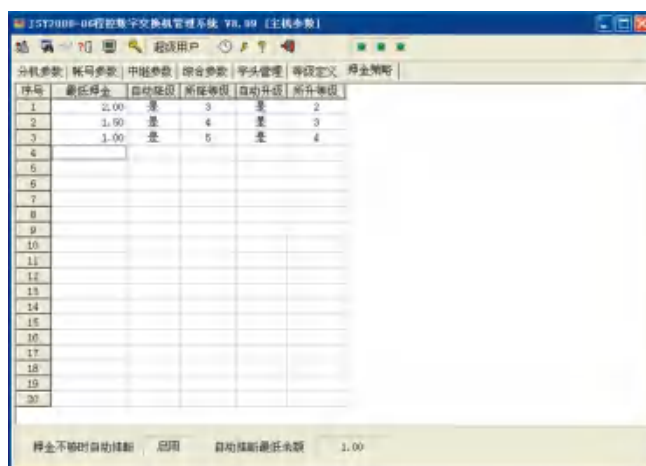 JSY2000-06程控数字交换机管理系统 V8.99 [主机参数]
超级用户
分机参数 帐号参数 中继参数 综合参数 字头管理 等级定义 押金策略
序号 最低押金 自动降级 所降等级 自动升级 所升等级
1 2.00 是 3 是 2
2 1.50 是 4 是 3
3 1.00 是 5 是 4
4
5
6
7
8
9
10
11
12
13
14
15
16
17
18
19
20
押金不够时自动挂断 启用 自动挂断最低余额 1.00